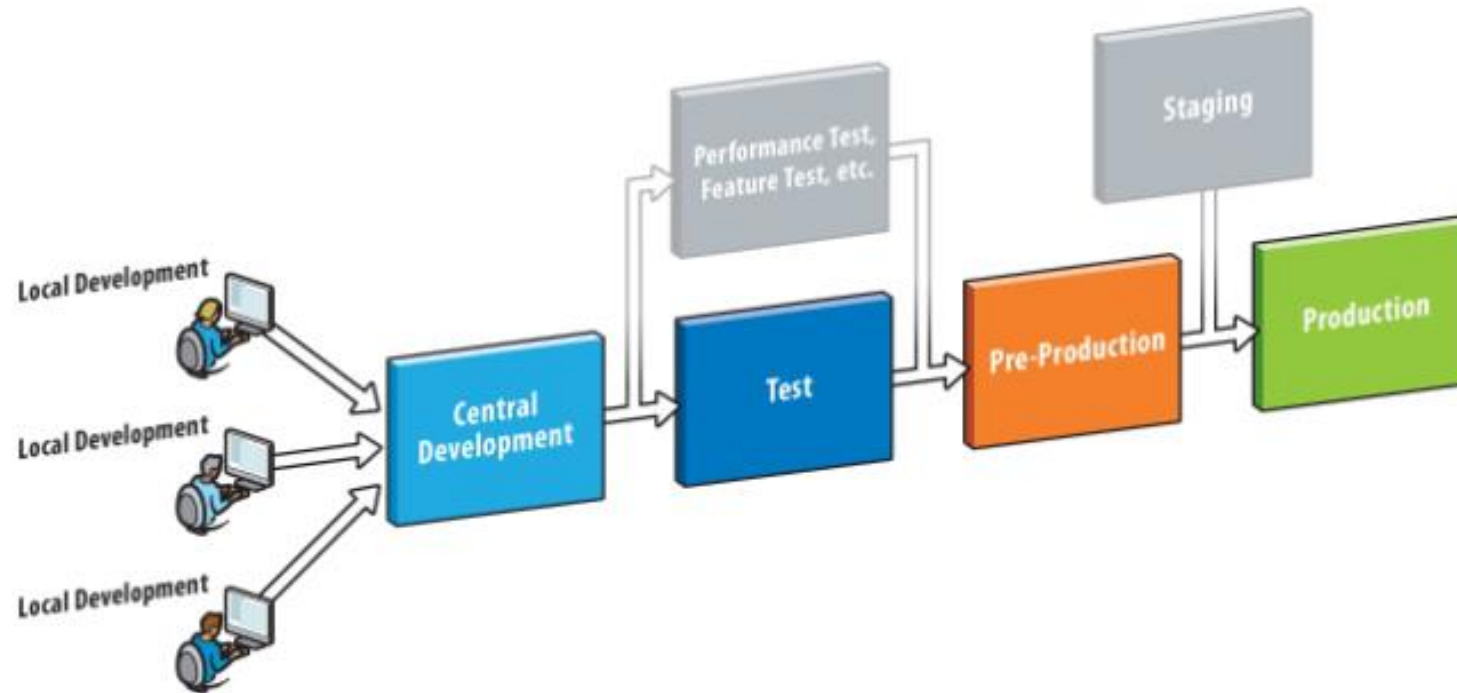 Local Development
Local Development
Local Development
Central
Development
Performance Test,
Feature Test, etc.
Test
Pre-Production
Staging
Production